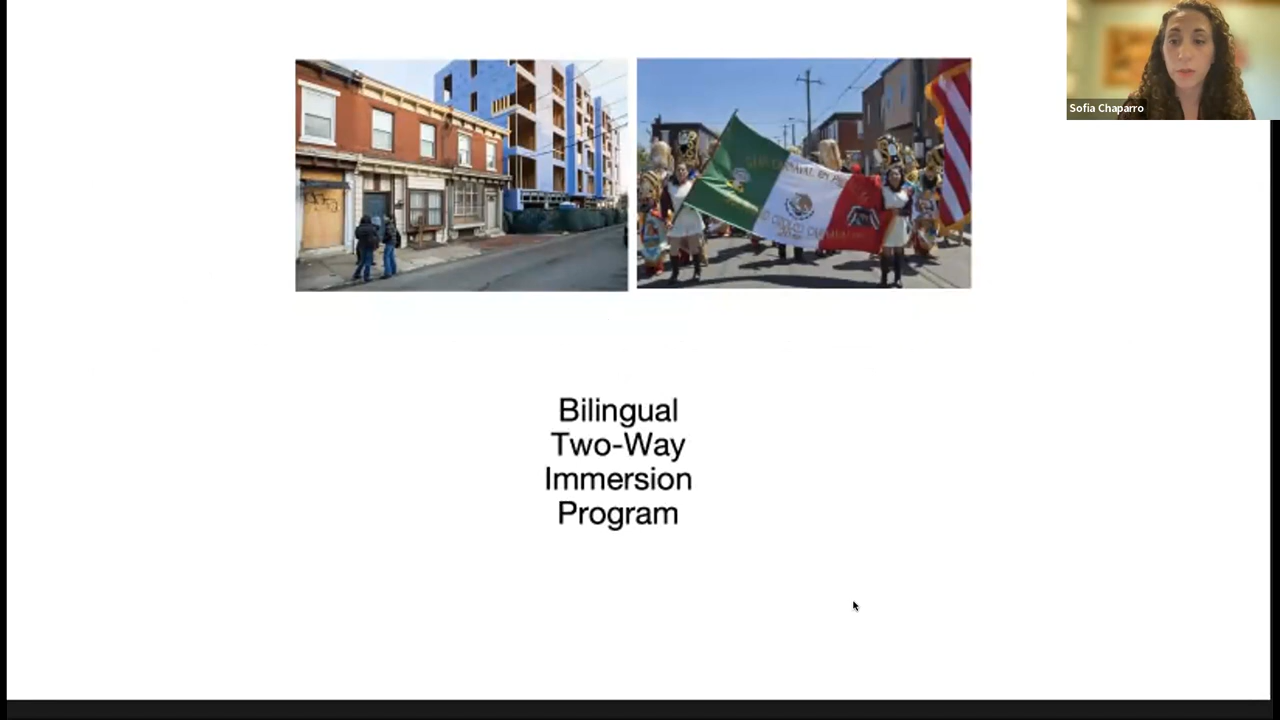 Sofia Chaparro
Bilingual
Two-Way
Immersion
Program